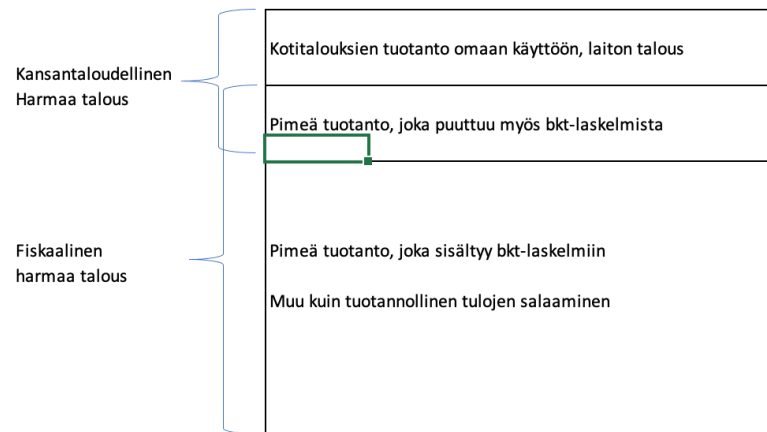 Kotitalouksien tuotanto omaan käyttöön, laiton talous
Kansantaloudellinen
Harmaa talous
Pimeä tuotanto, joka puuttuu myös bkt-laskelmista
Fiskaalinen
harmaa talous
Pimeä tuotanto, joka sisältyy bkt-laskelmiin
Muu kuin tuotannollinen tulojen salaaminen